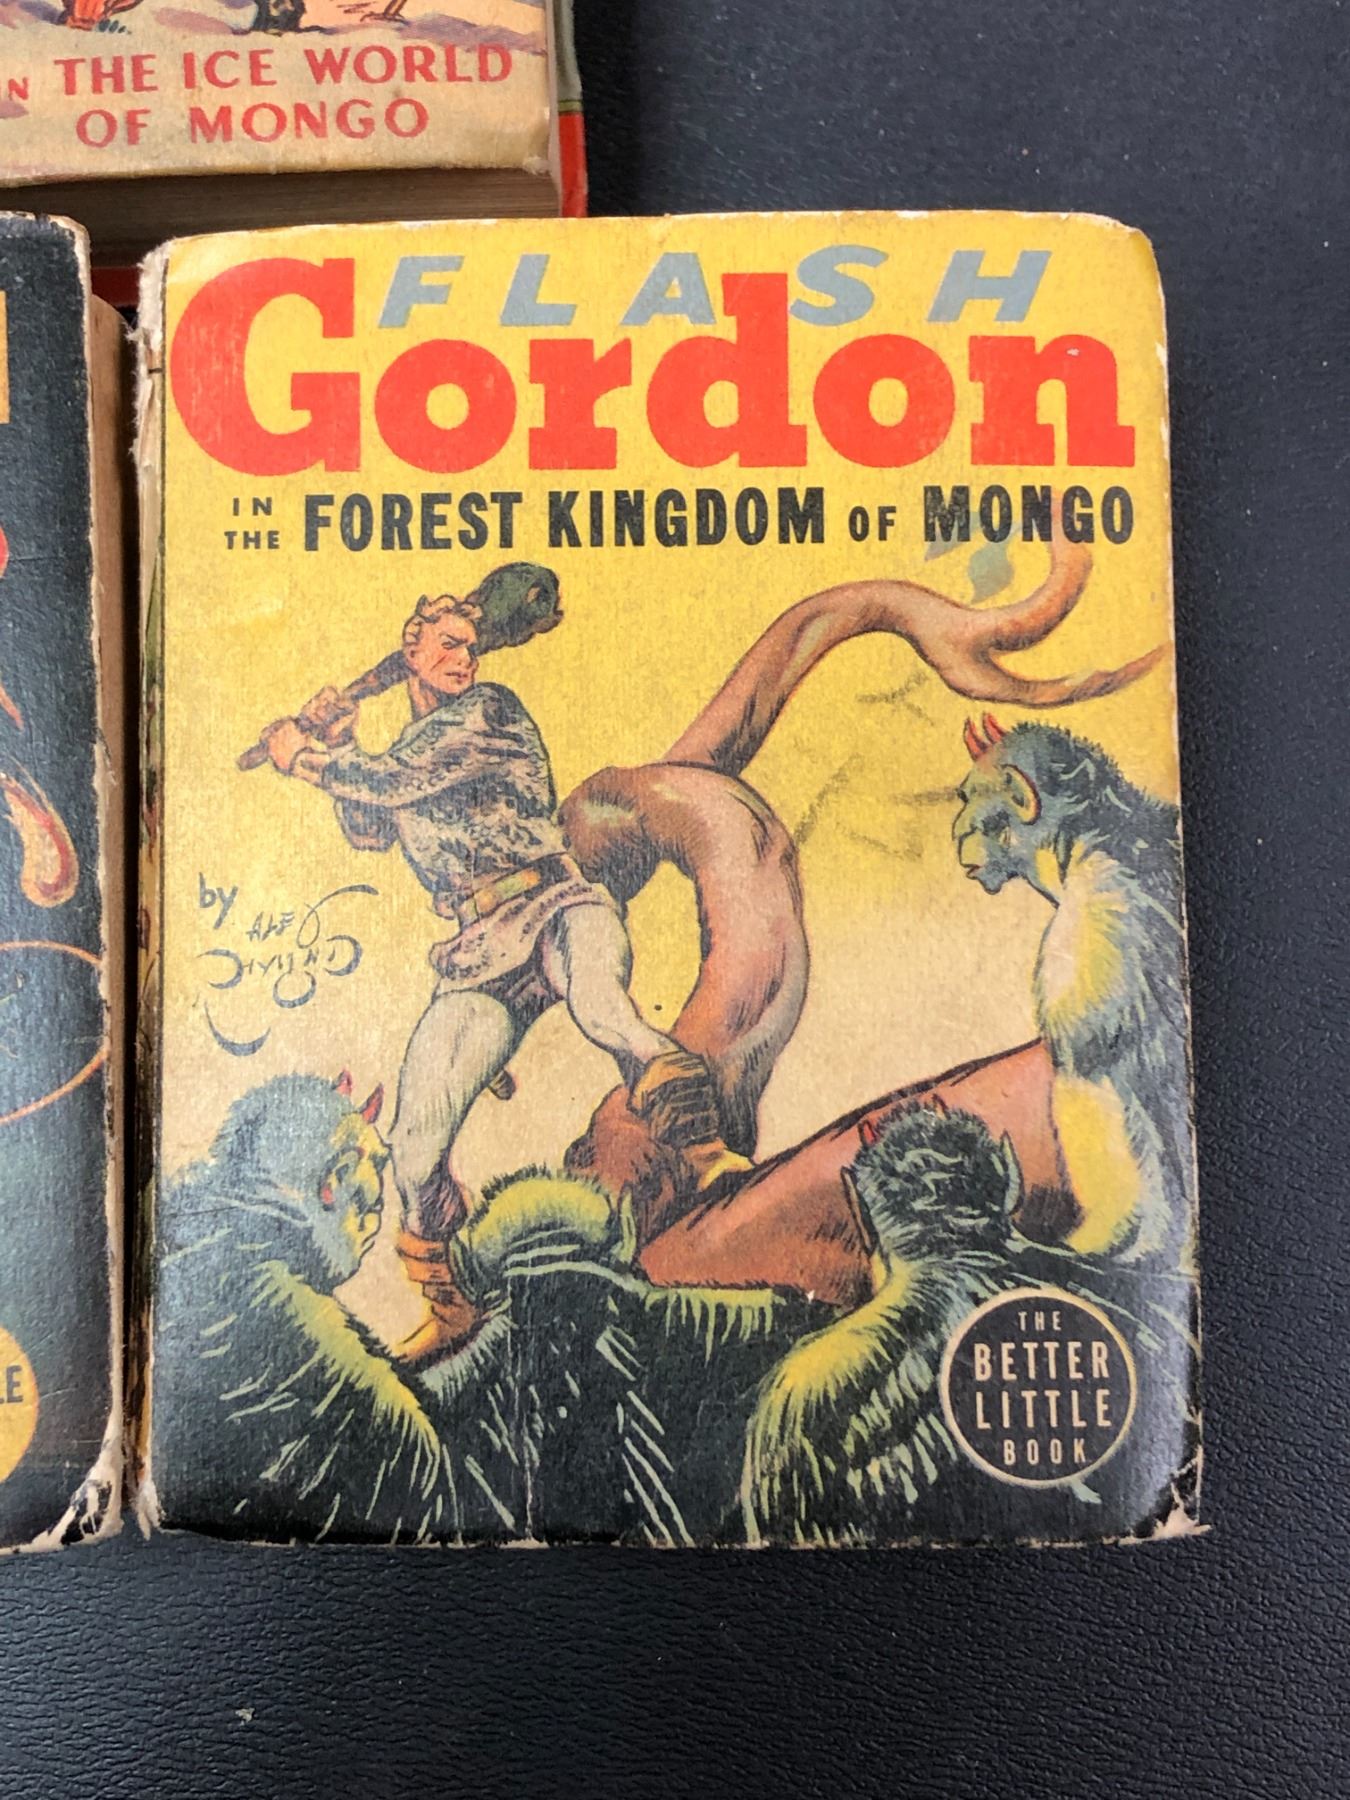 IN THE ICE WORLD
OF MONGO
FLASH
Gordon
IN THE FOREST KINGDOM OF MONGO
by
ALEX
RAYMOND
THE
BETTER
LITTLE
BOOK
LE